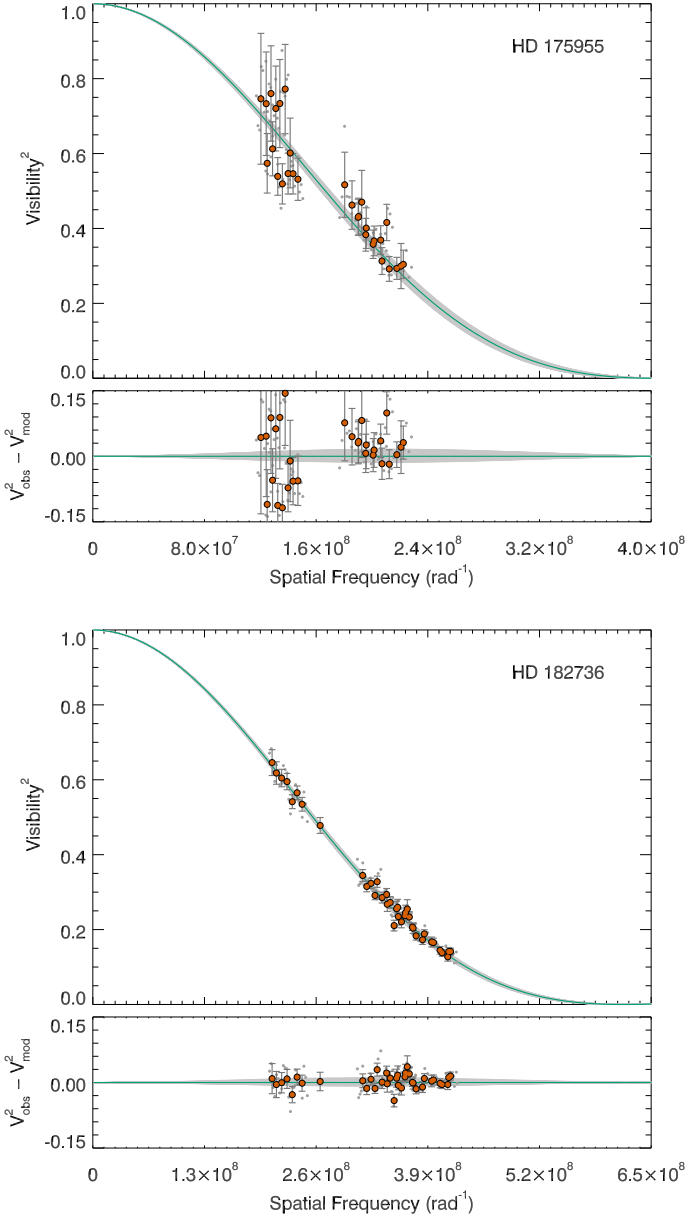 1.0
HD 175955
0.8
0.6
Visibility²
0.4
0.2
0.0
0.15
0.00
V²obs − V²mod
-0.15
0 8.0×10⁷ 1.6×10⁸ 2.4×10⁸ 3.2×10⁸ 4.0×10⁸
Spatial Frequency (rad⁻¹)
1.0
HD 182736
0.8
0.6
Visibility²
0.4
0.2
0.0
0.15
0.00
V²obs − V²mod
-0.15
0 1.3×10⁸ 2.6×10⁸ 3.9×10⁸ 5.2×10⁸ 6.5×10⁸
Spatial Frequency (rad⁻¹)